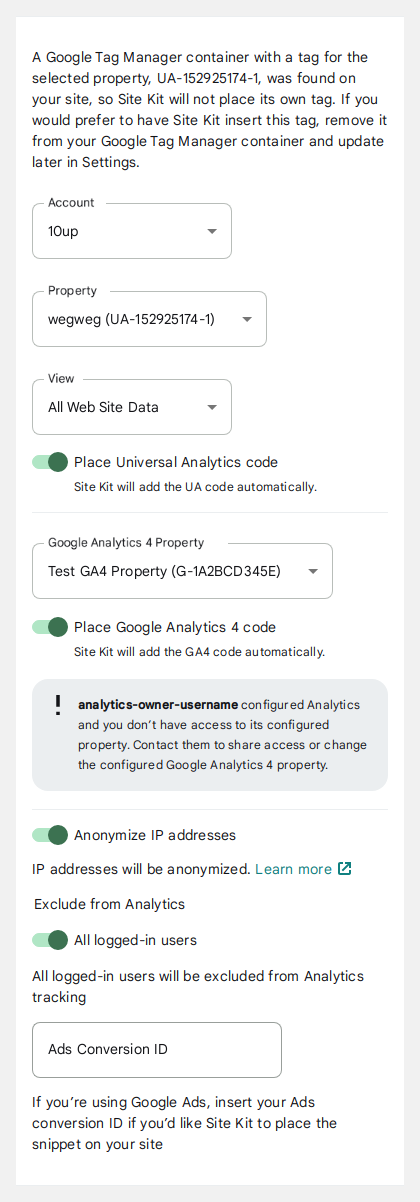 A Google Tag Manager container with a tag for the
selected property, UA-152925174-1, was found on
your site, so Site Kit will not place its own tag. If you
would prefer to have Site Kit insert this tag, remove it
from your Google Tag Manager container and update
later in Settings.
Account
10up
Property
wegweg (UA-152925174-1)
View
All Web Site Data
Place Universal Analytics code
Site Kit will add the UA code automatically.
Google Analytics 4 Property
Test GA4 Property (G-1A2BCD345E)
Place Google Analytics 4 code
Site Kit will add the GA4 code automatically.
analytics-owner-username configured Analytics
and you don’t have access to its configured
property. Contact them to share access or change
the configured Google Analytics 4 property.
Anonymize IP addresses
IP addresses will be anonymized. Learn more
Exclude from Analytics
All logged-in users
All logged-in users will be excluded from Analytics
tracking
Ads Conversion ID
If you’re using Google Ads, insert your Ads
conversion ID if you’d like Site Kit to place the
snippet on your site